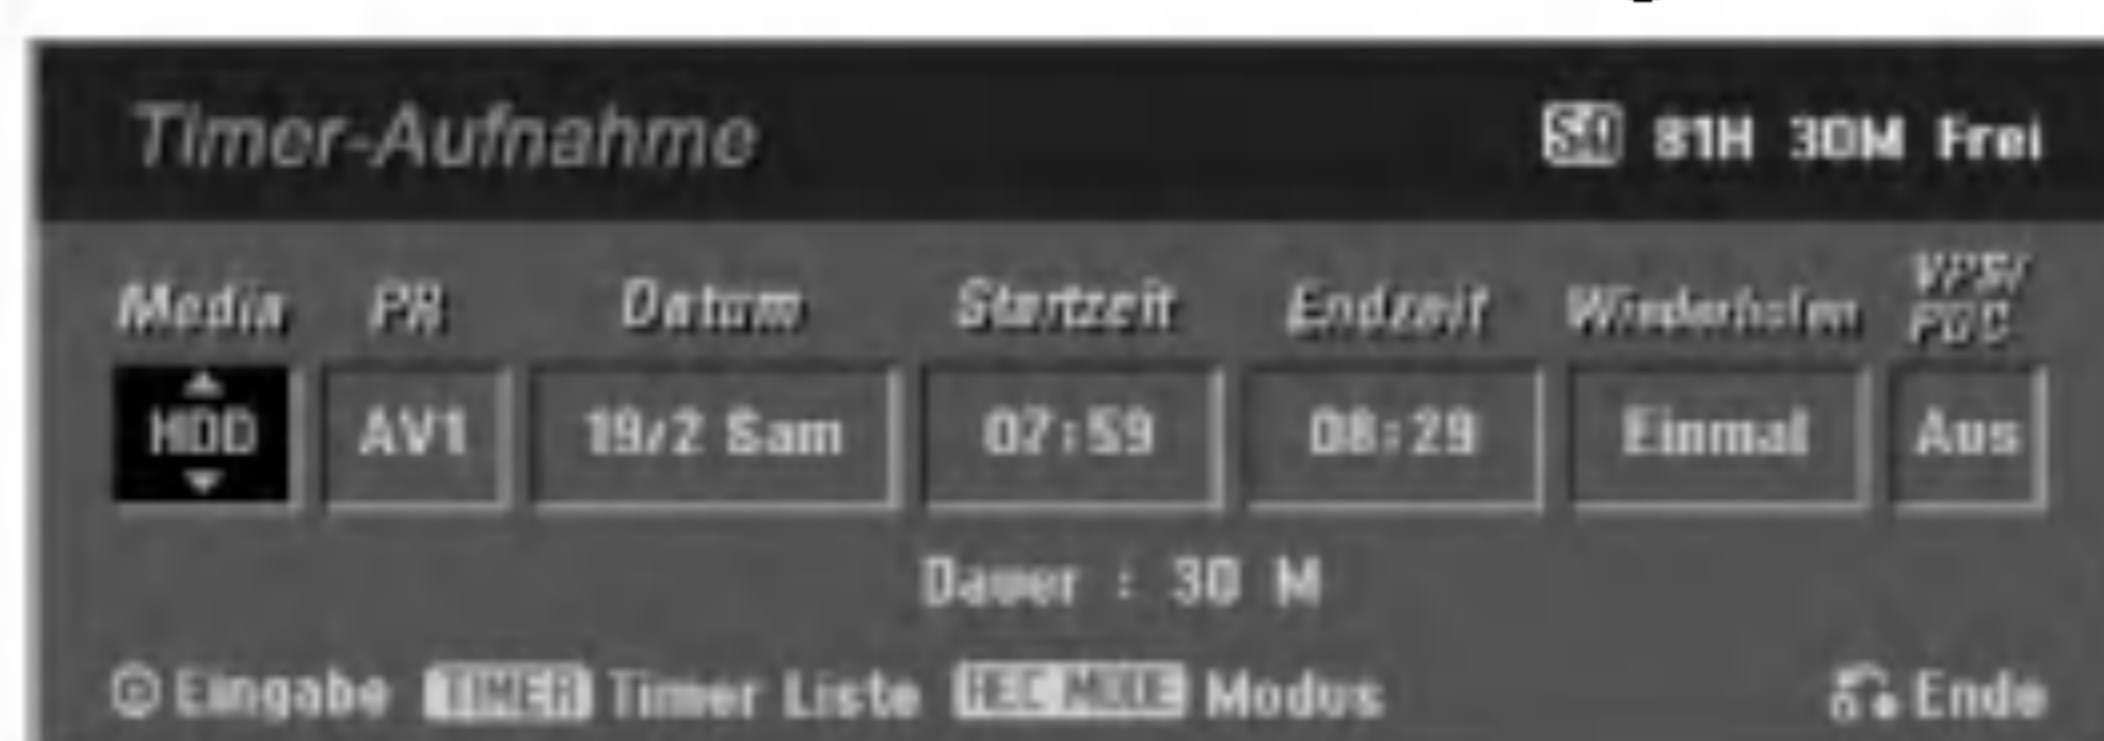 Timer-Aufnahme SQ 81H 30M Frei
Media PR Datum Startzeit Endzeit Wiederholen VPS/
PDC
HDD AV1 19/2 Sam 07:59 08:29 Einmal Aus
Dauer : 30 M
Eingabe TIMER Timer Liste REC MODE Modus Ende